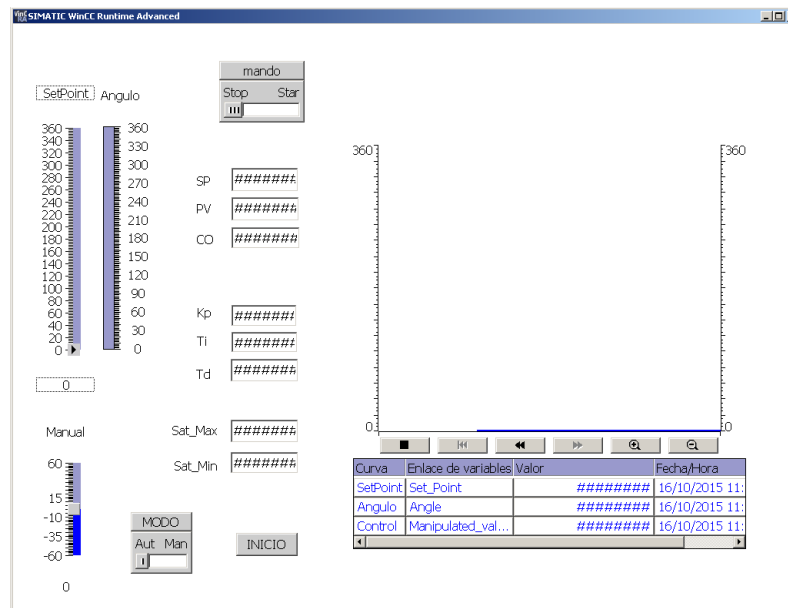 SIMATIC WinCC Runtime Advanced
mando
Stop Star
SetPoint Angulo
360
340
320
300
280
260
240
220
200
180
160
140
120
100
80
60
40
20
0
360
330
300
270
240
210
180
150
120
90
60
30
0
0
SP #######
PV #######
CO #######
Kp #######
Ti #######
Td #######
Sat_Max #######
Sat_Min #######
Manual
60
15
-10
-35
-60
0
MODO
Aut Man
INICIO
360 360
0 0
Curva Enlace de variables Valor Fecha/Hora
SetPoint Set_Point ######## 16/10/2015 11:
Angulo Angle ######## 16/10/2015 11:
Control Manipulated_val... ######## 16/10/2015 11: